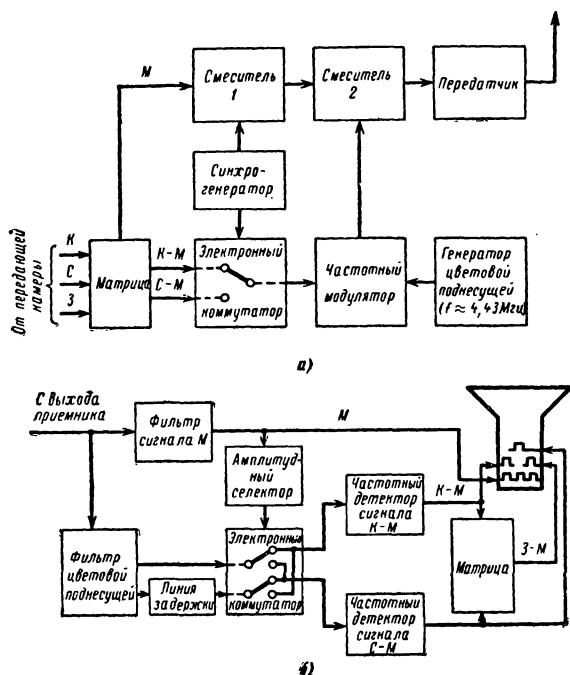 М
Смеситель
1
Смеситель
2
Передатчик
Синхро-
генератор
От передающей
камеры
К
С
З
Матрица
К-М
С-М
Электронный
коммутатор
Частотный
модулятор
Генератор
цветовой
поднесущей
(f ≈ 4,43Мгц)
а)
С выхода
приемника
Фильтр
сигнала М
М
Амплитуд-
ный
селектор
Частотный
детектор
сигнала
К-М
К-М
Фильтр
цветовой
поднесущей
Линия
задержки
Электронный
коммутатор
Матрица
З-М
Частотный
детектор
сигнала
С-М
б)